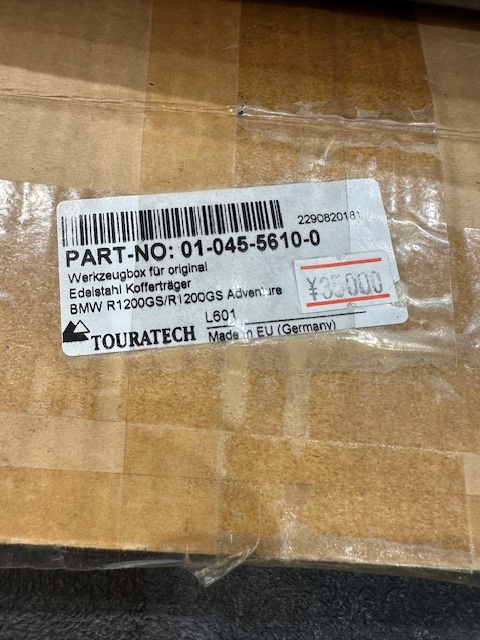 2290820181
PART-NO: 01-045-5610-0
Werkzeugbox für original
Edelstahl Kofferträger
BMW R1200GS/R1200GS Adventure
¥33000
L601
TOURATECH
Made in EU (Germany)